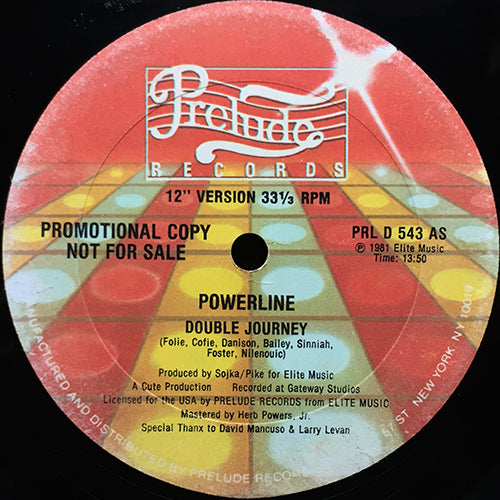 Prelude
RECORDS
12" VERSION 33⅓ RPM
PROMOTIONAL COPY
NOT FOR SALE
PRL D 543 AS
Ⓟ 1981 Elite Music
Time: 13:50
POWERLINE
DOUBLE JOURNEY
(Folie, Cofie, Danison, Bailey, Sinniah,
Foster, Nilenouic)
Produced by Sojka/Pike for Elite Music
A Cute Production Recorded at Gateway Studios
Licensed for the USA by PRELUDE RECORDS from ELITE MUSIC
Mastered by Herb Powers, Jr.
Special Thanx to David Mancuso & Larry Levan
MANUFACTURED AND DISTRIBUTED BY PRELUDE RECORDS 57 ST NEW YORK, NY 10019